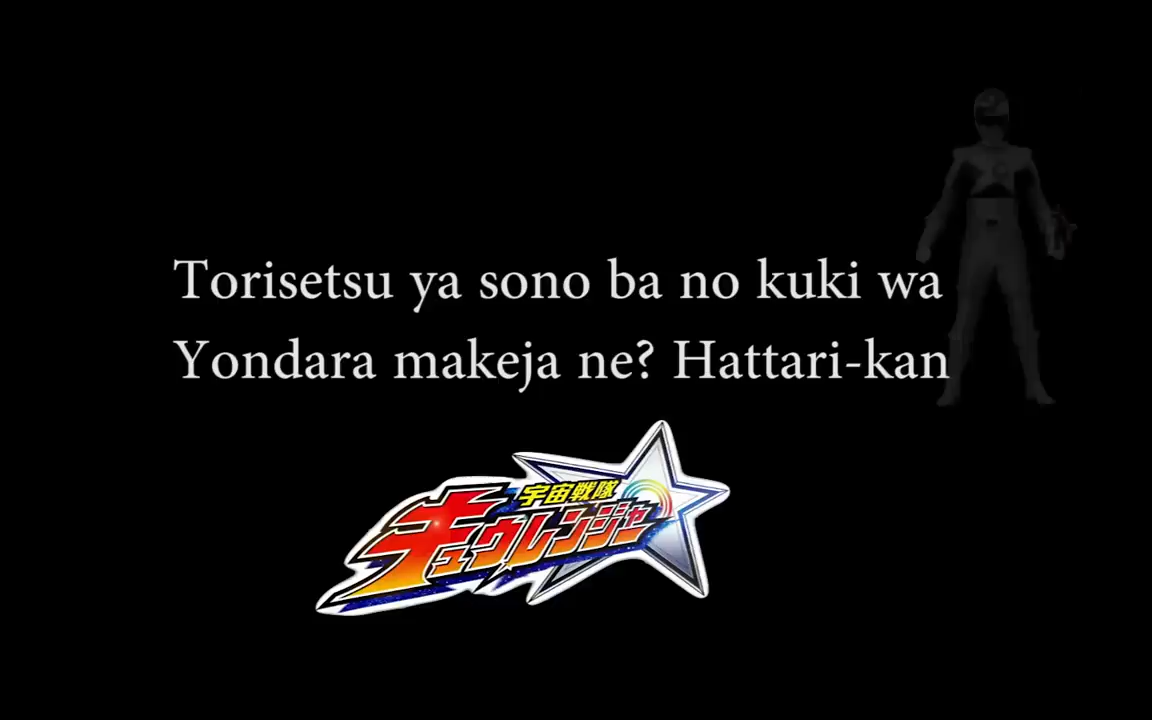 Torisetsu ya sono ba no kuki wa
Yondara makeja ne? Hattari-kan
宇宙戦隊
キュウレンジャー